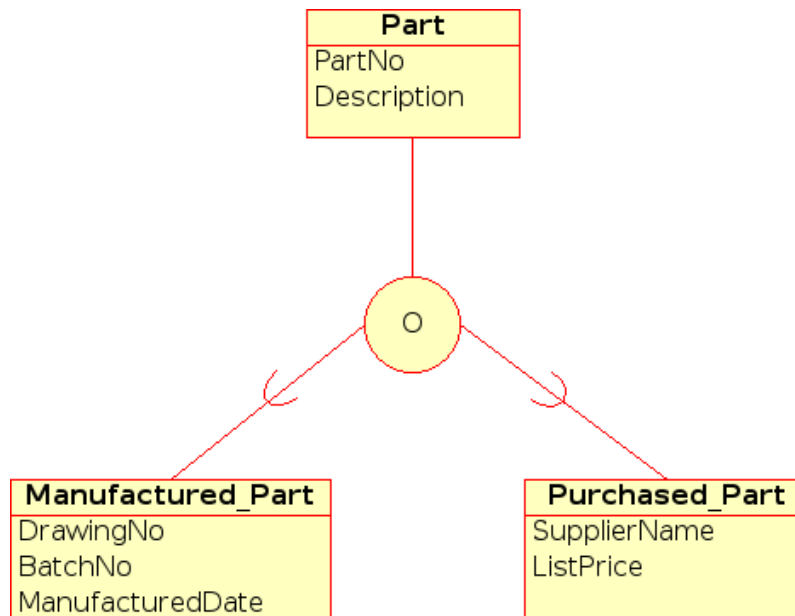 Part
PartNo
Description
O
Manufactured_Part
DrawingNo
BatchNo
ManufacturedDate
Purchased_Part
SupplierName
ListPrice